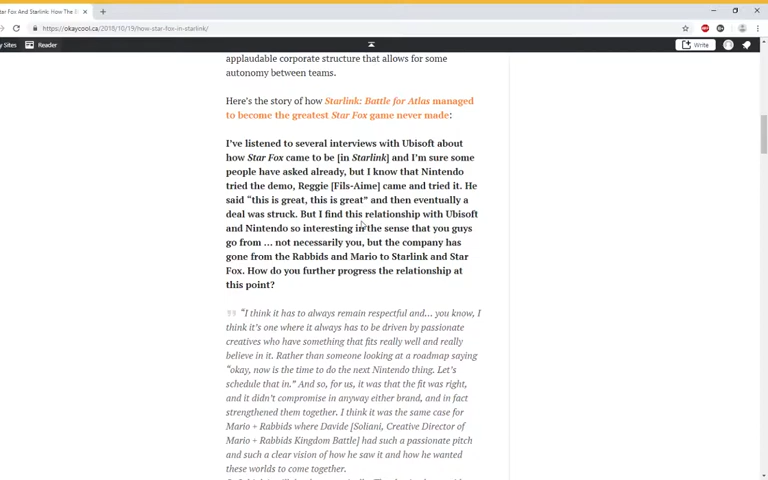 tar Fox And Starlink: How The S
https://okaycool.ca/2018/10/19/how-star-fox-in-starlink/
y Sites Reader Write
applaudable corporate structure that allows for some
autonomy between teams.
Here's the story of how Starlink: Battle for Atlas managed
to become the greatest Star Fox game never made:
I've listened to several interviews with Ubisoft about
how Star Fox came to be [in Starlink] and I'm sure some
people have asked already, but I know that Nintendo
tried the demo, Reggie [Fils-Aime] came and tried it. He
said “this is great, this is great” and then eventually a
deal was struck. But I find this relationship with Ubisoft
and Nintendo so interesting in the sense that you guys
go from … not necessarily you, but the company has
gone from the Rabbids and Mario to Starlink and Star
Fox. How do you further progress the relationship at
this point?
“I think it has to always remain respectful and… you know, I
think it's one where it always has to be driven by passionate
creatives who have something that fits really well and really
believe in it. Rather than someone looking at a roadmap saying
“okay, now is the time to do the next Nintendo thing. Let's
schedule that in.” And so, for us, it was that the fit was right,
and it didn't compromise in anyway either brand, and in fact
strengthened them together. I think it was the same case for
Mario + Rabbids where Davide [Soliani, Creative Director of
Mario + Rabbids Kingdom Battle] had such a passionate pitch
and such a clear vision of how he saw it and how he wanted
these worlds to come together.